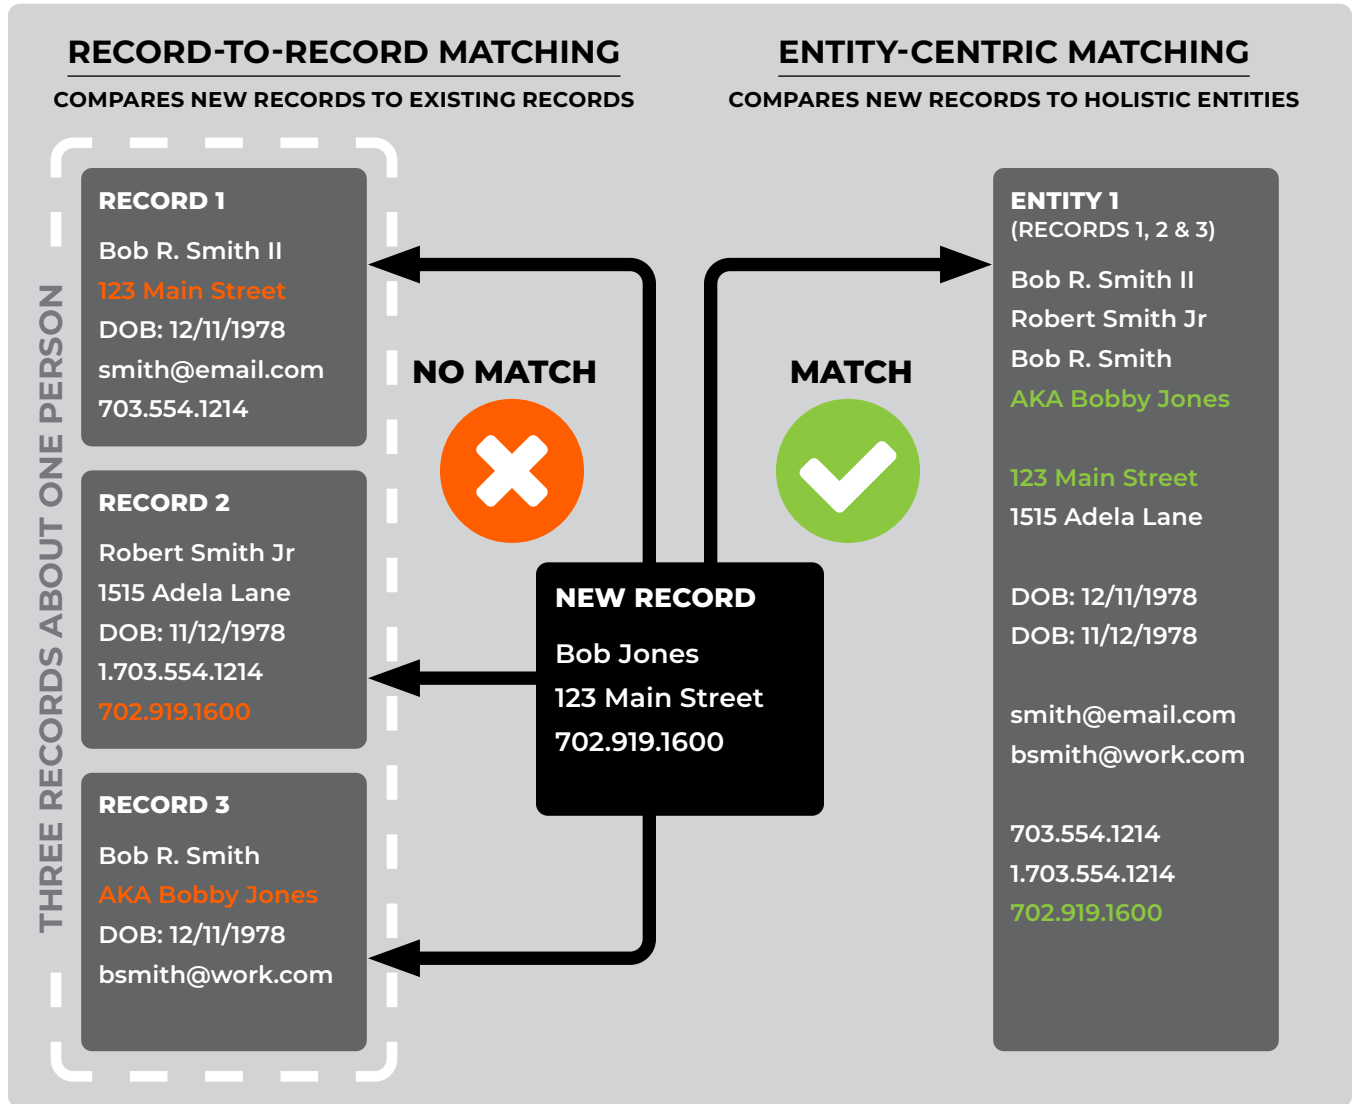 RECORD-TO-RECORD MATCHING
COMPARES NEW RECORDS TO EXISTING RECORDS
ENTITY-CENTRIC MATCHING
COMPARES NEW RECORDS TO HOLISTIC ENTITIES
THREE RECORDS ABOUT ONE PERSON
RECORD 1
Bob R. Smith II
123 Main Street
DOB: 12/11/1978
smith@email.com
703.554.1214
RECORD 2
Robert Smith Jr
1515 Adela Lane
DOB: 11/12/1978
1.703.554.1214
702.919.1600
RECORD 3
Bob R. Smith
AKA Bobby Jones
DOB: 12/11/1978
bsmith@work.com
NO MATCH
MATCH
NEW RECORD
Bob Jones
123 Main Street
702.919.1600
ENTITY 1
(RECORDS 1, 2 & 3)
Bob R. Smith II
Robert Smith Jr
Bob R. Smith
AKA Bobby Jones
123 Main Street
1515 Adela Lane
DOB: 12/11/1978
DOB: 11/12/1978
smith@email.com
bsmith@work.com
703.554.1214
1.703.554.1214
702.919.1600